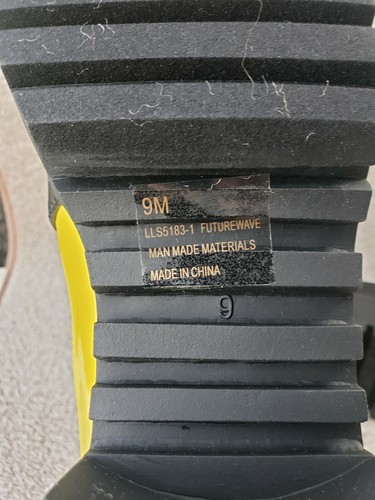 9M
LLS5183-1 FUTUREWAVE
MAN MADE MATERIALS
MADE IN CHINA
9